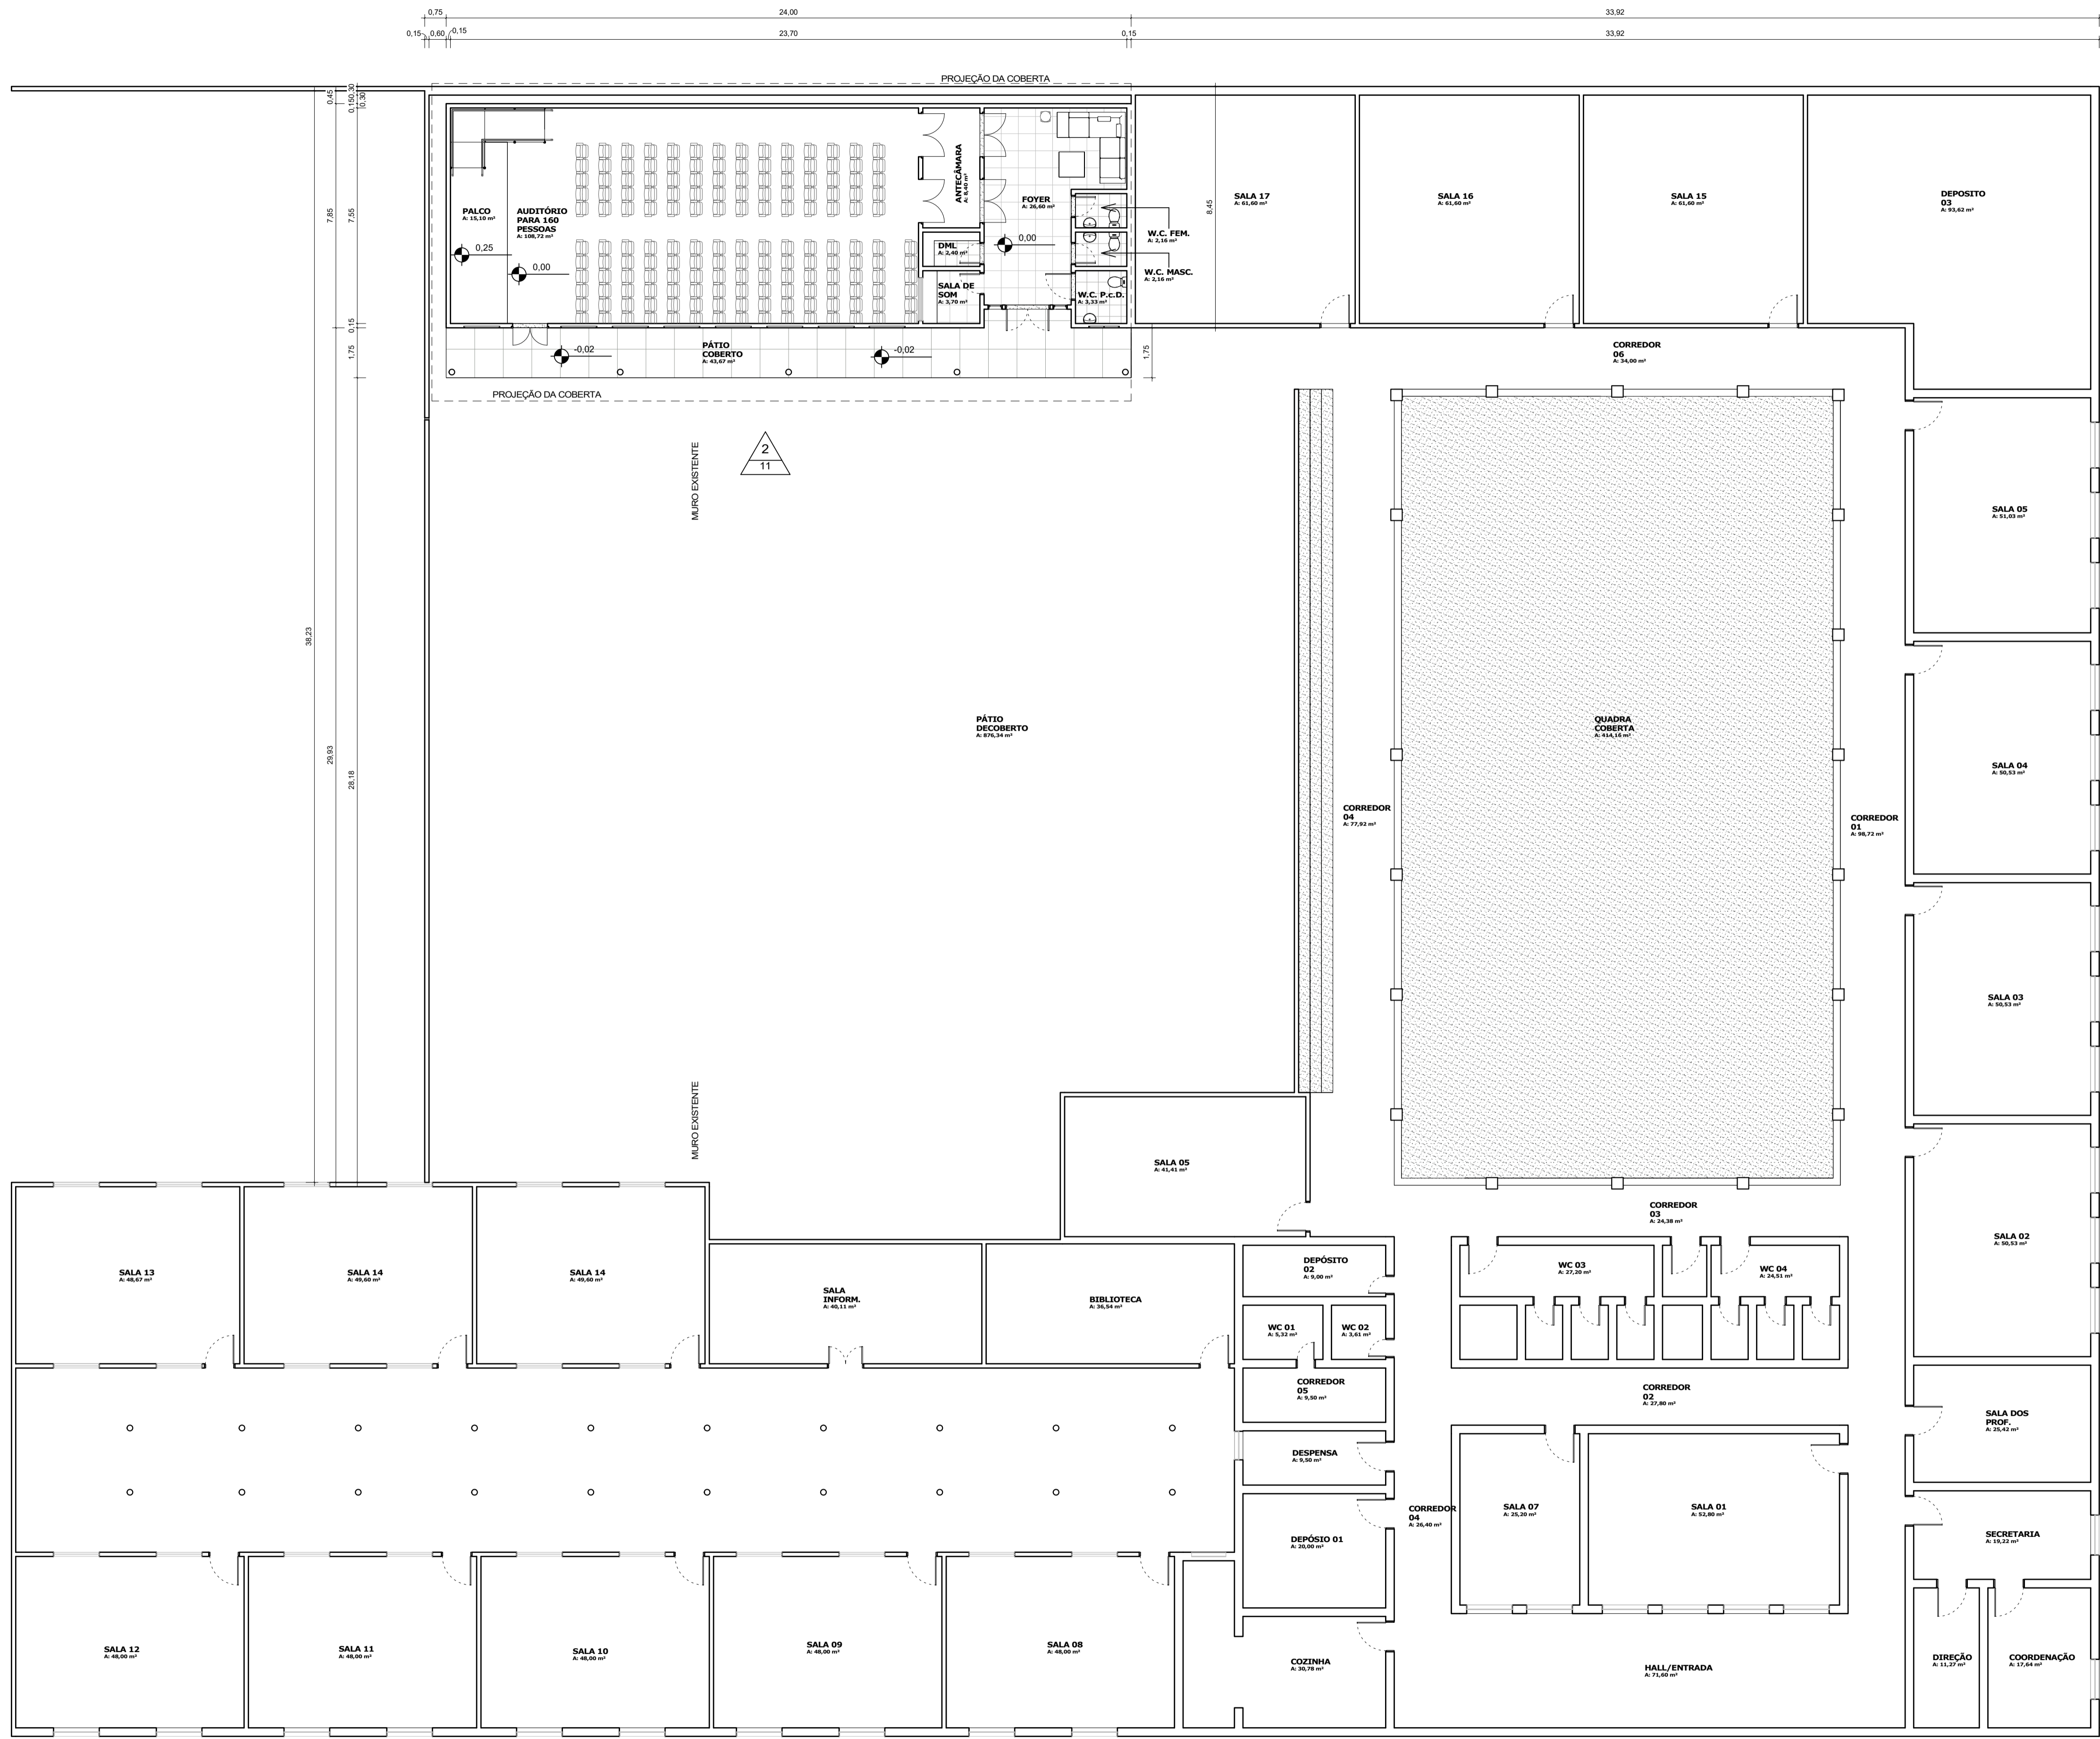 0,75
24,00
33,92
0,15
0,60
0,15
23,70
0,15
33,92
PROJEÇÃO DA COBERTA
0,45
0,15
0,30
0,30
7,85
7,55
0,15
1,75
38,23
29,93
28,18
8,45
1,75
PALCO
A: 15,10 m²
AUDITÓRIO
PARA 160
PESSOAS
A: 108,72 m²
0,25
0,00
ANTECÂMARA
A: 8,40 m²
FOYER
A: 26,60 m²
0,00
DML
A: 2,40 m²
SALA DE
SOM
A: 3,70 m²
W.C. FEM.
A: 2,16 m²
W.C. MASC.
A: 2,16 m²
W.C. P.c.D.
A: 3,33 m²
SALA 17
A: 61,60 m²
SALA 16
A: 61,60 m²
SALA 15
A: 61,60 m²
DEPOSITO
03
A: 93,62 m²
-0,02
PÁTIO
COBERTO
A: 43,67 m²
-0,02
PROJEÇÃO DA COBERTA
CORREDOR
06
A: 34,00 m²
2
11
MURO EXISTENTE
SALA 05
A: 51,03 m²
PÁTIO
DECOBERTO
A: 876,34 m²
QUADRA
COBERTA
A: 414,16 m²
SALA 04
A: 50,53 m²
CORREDOR
04
A: 77,92 m²
CORREDOR
01
A: 98,72 m²
SALA 03
A: 50,53 m²
MURO EXISTENTE
SALA 05
A: 41,41 m²
CORREDOR
03
A: 24,38 m²
SALA 02
A: 50,53 m²
SALA 13
A: 48,67 m²
SALA 14
A: 49,60 m²
SALA 14
A: 49,60 m²
SALA
INFORM.
A: 40,11 m²
BIBLIOTECA
A: 36,54 m²
DEPÓSITO
02
A: 9,00 m²
WC 03
A: 27,20 m²
WC 04
A: 24,51 m²
WC 01
A: 5,32 m²
WC 02
A: 3,61 m²
CORREDOR
05
A: 9,50 m²
CORREDOR
02
A: 27,80 m²
SALA DOS
PROF.
A: 25,42 m²
DESPENSA
A: 9,50 m²
CORREDOR
04
A: 26,40 m²
SALA 07
A: 25,20 m²
SALA 01
A: 52,80 m²
DEPÓSIO 01
A: 20,00 m²
SECRETARIA
A: 19,22 m²
SALA 12
A: 48,00 m²
SALA 11
A: 48,00 m²
SALA 10
A: 48,00 m²
SALA 09
A: 48,00 m²
SALA 08
A: 48,00 m²
COZINHA
A: 30,78 m²
HALL/ENTRADA
A: 71,60 m²
DIREÇÃO
A: 11,27 m²
COORDENAÇÃO
A: 17,64 m²